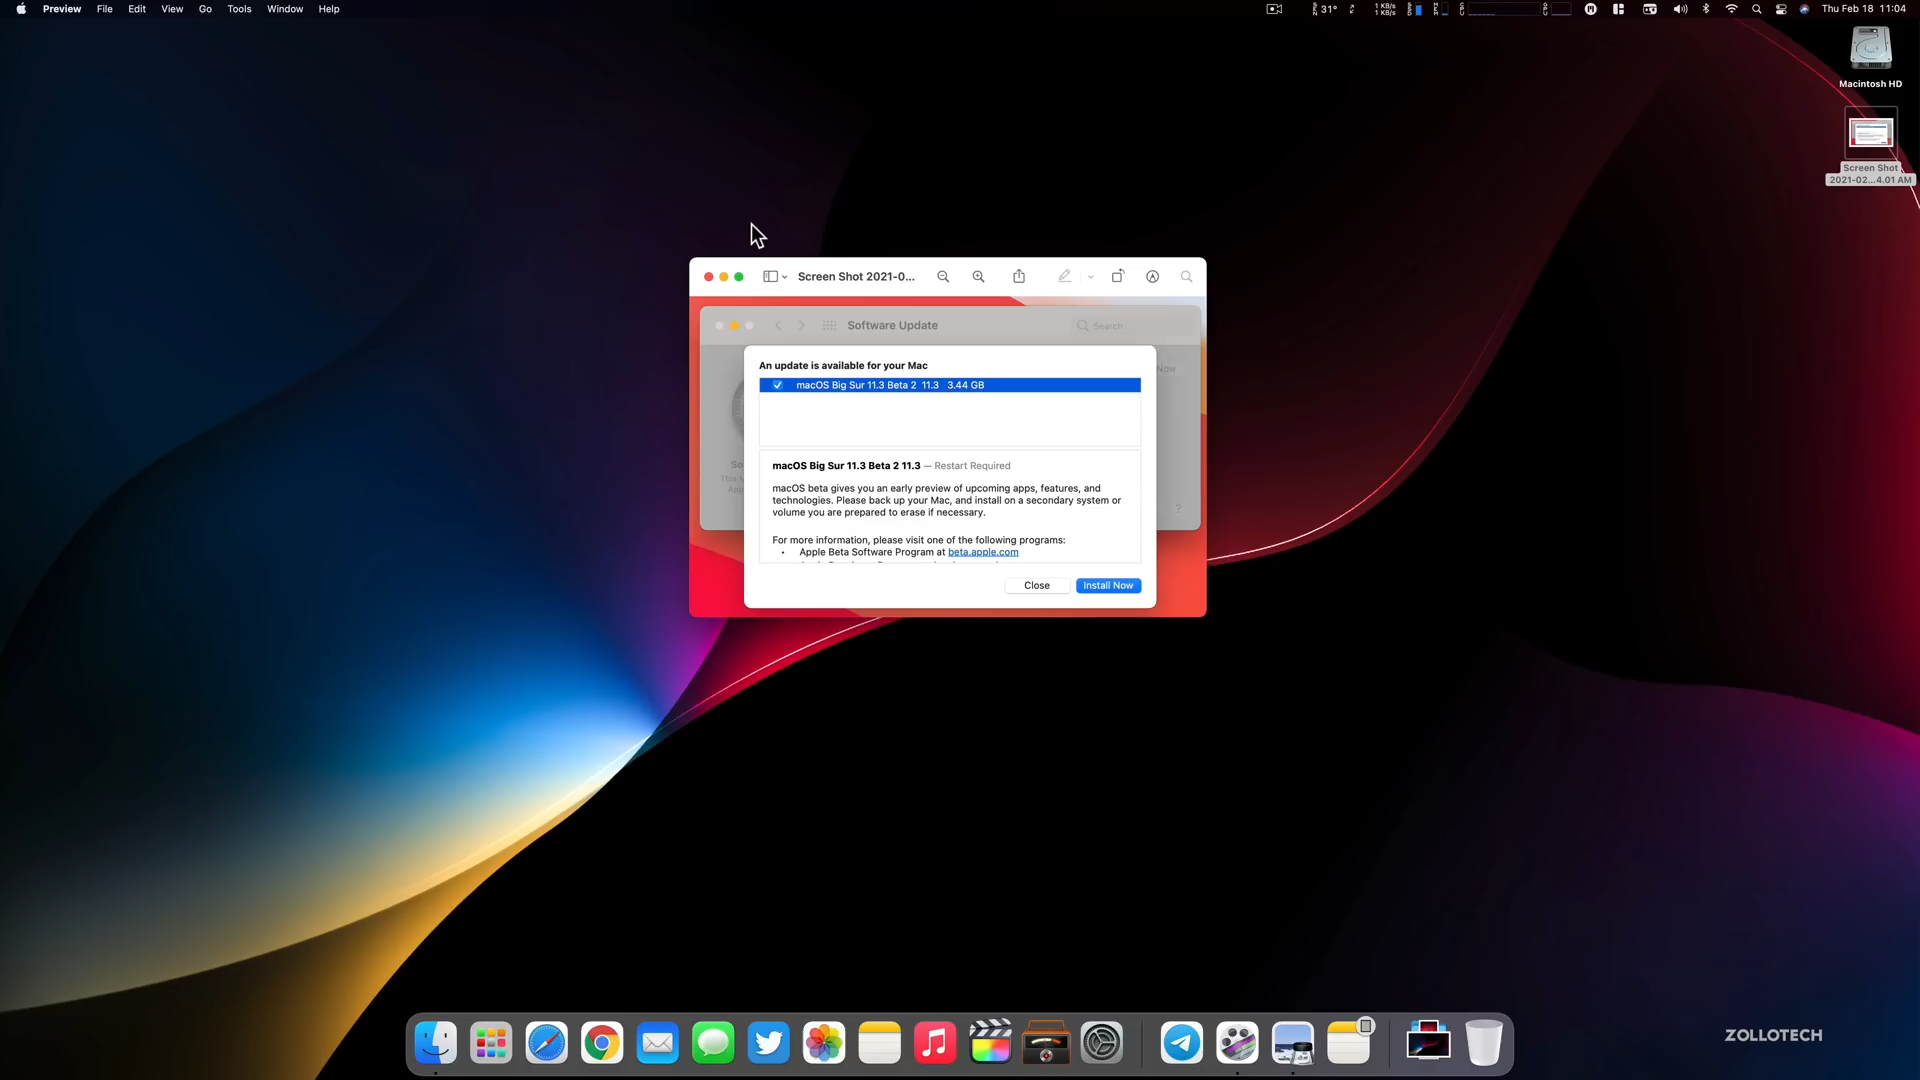 Preview File Edit View Go Tools Window Help
31° 1 KB/s 1 KB/s Thu Feb 18 11:04
Macintosh HD
Screen Shot
2021-02...4.01 AM
Screen Shot 2021-0...
Software Update
Search
An update is available for your Mac
macOS Big Sur 11.3 Beta 2 11.3 3.44 GB
Now
macOS Big Sur 11.3 Beta 2 11.3 — Restart Required
macOS beta gives you an early preview of upcoming apps, features, and
technologies. Please back up your Mac, and install on a secondary system or
volume you are prepared to erase if necessary.
For more information, please visit one of the following programs:
• Apple Beta Software Program at beta.apple.com
?
Close Install Now
ZOLLOTECH